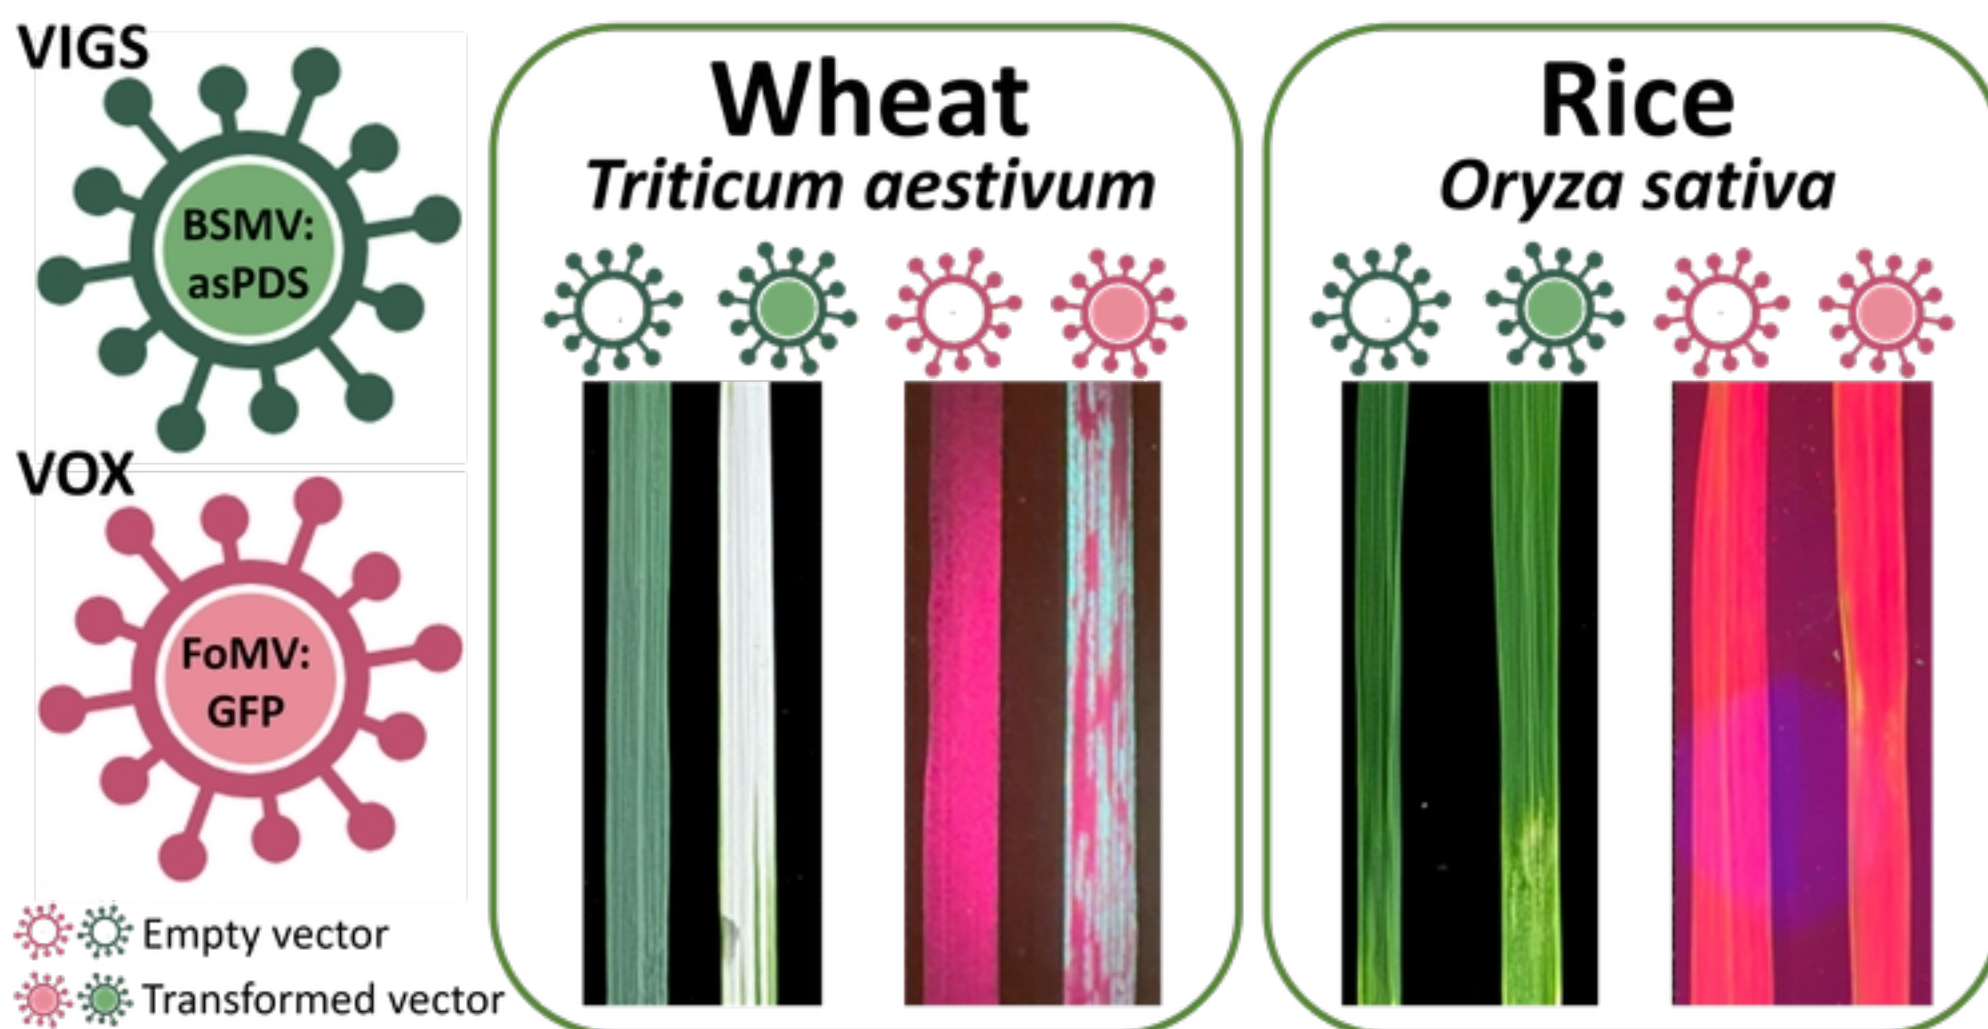 VIGS
BSMV:
asPDS
VOX
FoMV:
GFP
Empty vector
Transformed vector
Wheat
Triticum aestivum
Rice
Oryza sativa